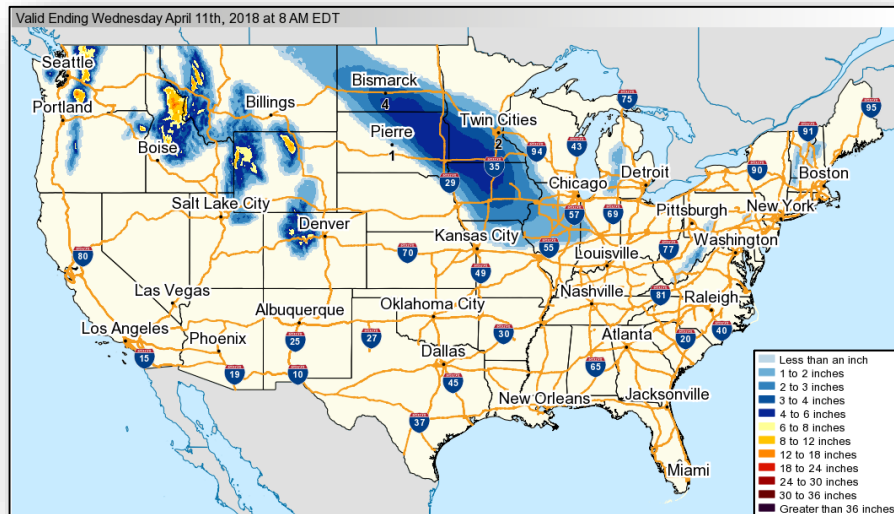 Valid Ending Wednesday April 11th, 2018 at 8 AM EDT
Seattle
Portland
Billings
Bismarck
4
Pierre
1
Twin Cities
2
Boise
Salt Lake City
Denver
Kansas City
Chicago
Detroit
Pittsburgh
New York
Boston
Washington
Louisville
Nashville
Raleigh
Atlanta
Las Vegas
Los Angeles
Phoenix
Albuquerque
Oklahoma City
Dallas
New Orleans
Jacksonville
Miami
75
95
91
94
43
35
29
90
80
57
69
70
55
77
49
81
25
27
30
20
40
15
19
10
45
65
37
Less than an inch
1 to 2 inches
2 to 3 inches
3 to 4 inches
4 to 6 inches
6 to 8 inches
8 to 12 inches
12 to 18 inches
18 to 24 inches
24 to 30 inches
30 to 36 inches
Greater than 36 inches